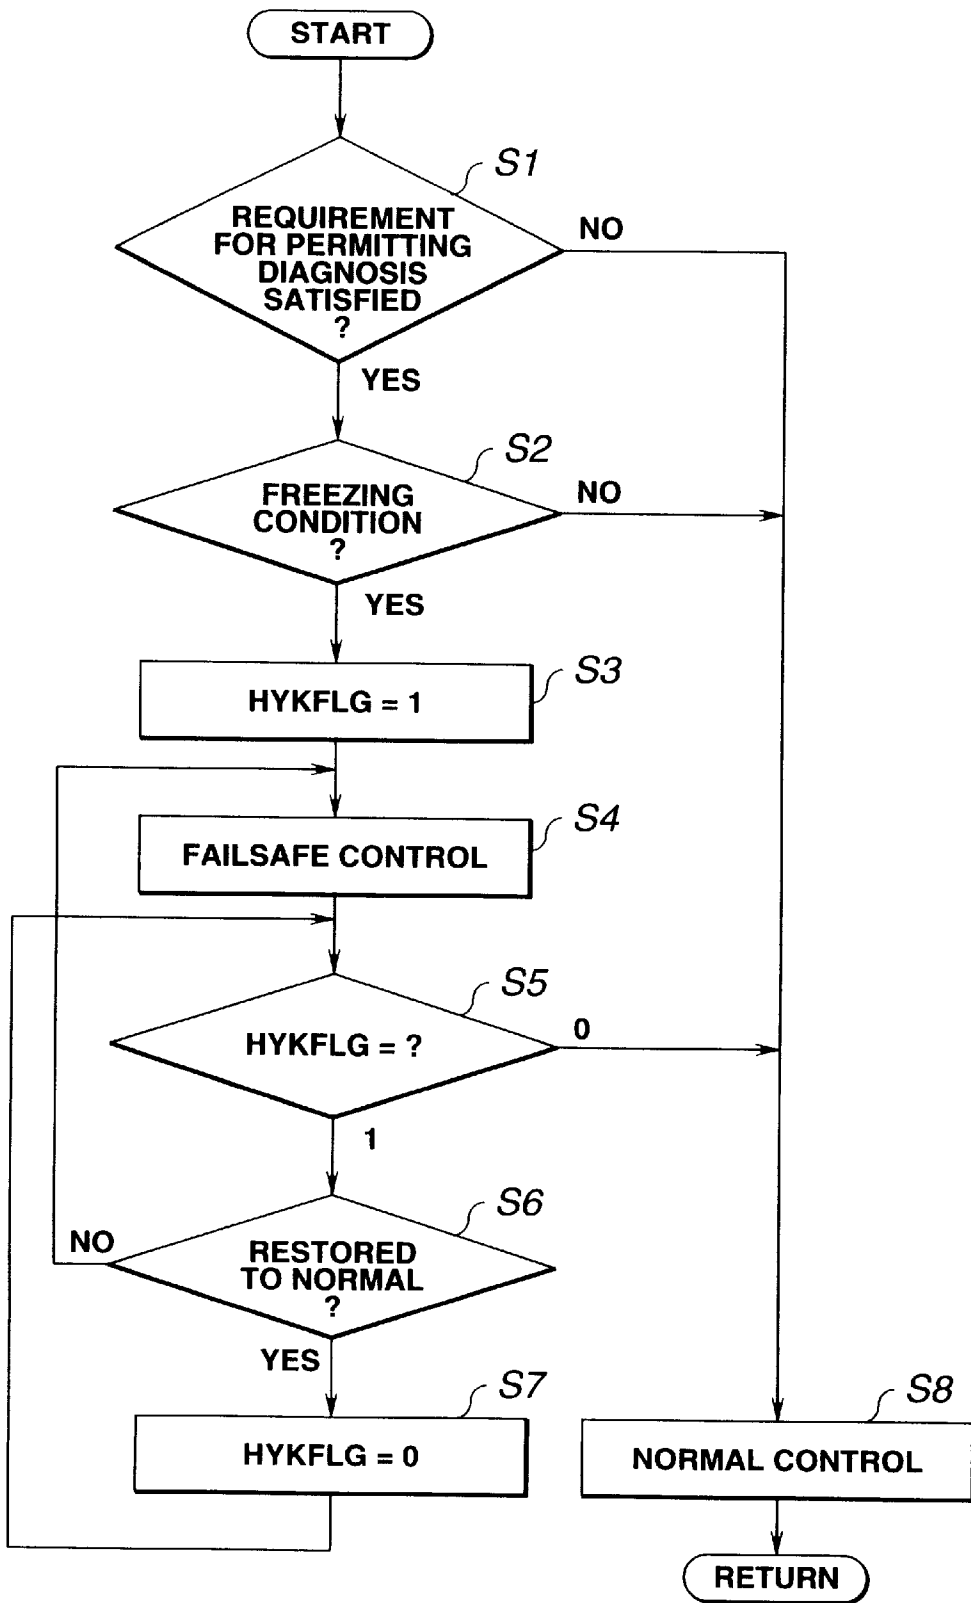 START
S1
REQUIREMENT
FOR PERMITTING
DIAGNOSIS
SATISFIED
?
NO
YES
S2
FREEZING
CONDITION
?
NO
YES
S3
HYKFLG = 1
S4
FAILSAFE CONTROL
S5
HYKFLG = ?
0
1
S6
NO
RESTORED
TO NORMAL
?
YES
S7
HYKFLG = 0
S8
NORMAL CONTROL
RETURN